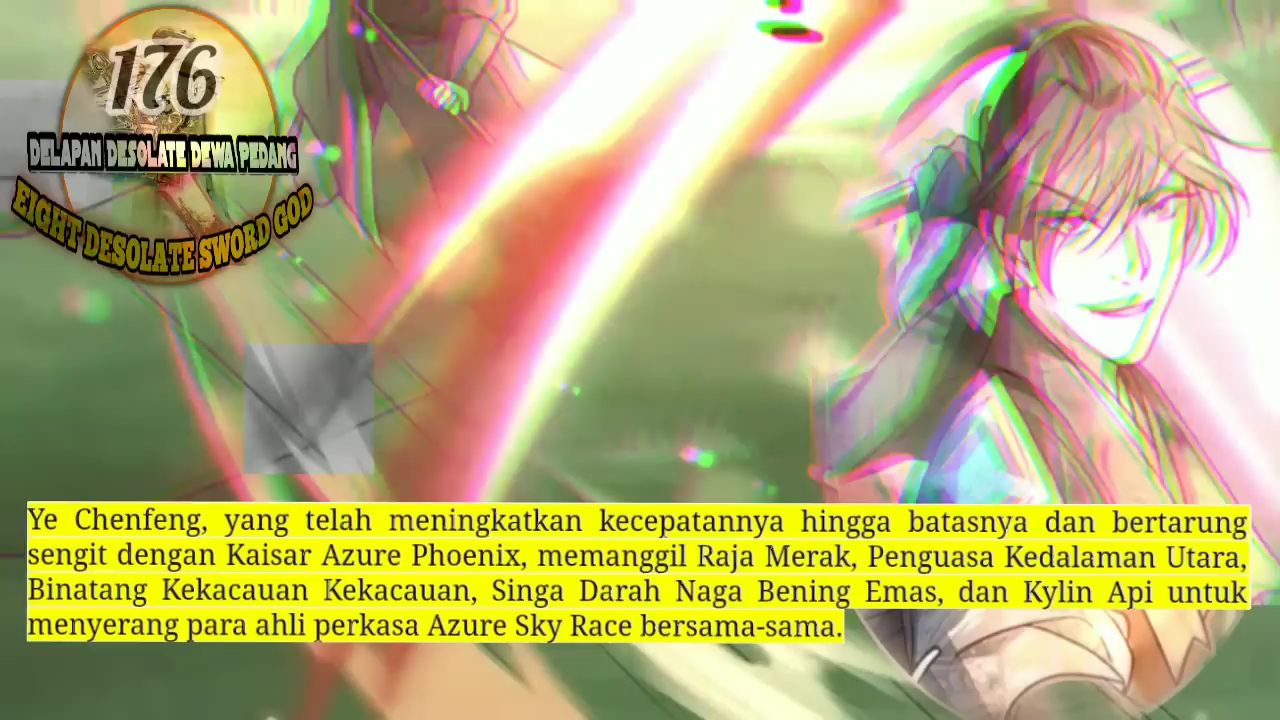 176
DELAPAN DESOLATE DEWA PEDANG
EIGHT DESOLATE SWORD GOD
Ye Chenfeng, yang telah meningkatkan kecepatannya hingga batasnya dan bertarung
sengit dengan Kaisar Azure Phoenix, memanggil Raja Merak, Penguasa Kedalaman Utara,
Binatang Kekacauan Kekacauan, Singa Darah Naga Bening Emas, dan Kylin Api untuk
menyerang para ahli perkasa Azure Sky Race bersama-sama.